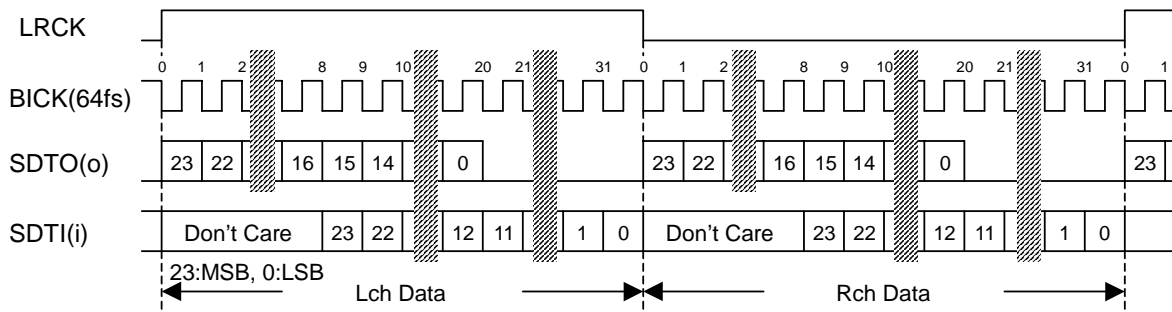 LRCK
0 1 2 8 9 10 20 21 31 0 1 2 8 9 10 20 21 31 0 1
BICK(64fs)
SDTO(o) 23 22 16 15 14 0 23 22 16 15 14 0 23
SDTI(i) Don't Care 23 22 12 11 1 0 Don't Care 23 22 12 11 1 0
23:MSB, 0:LSB
Lch Data Rch Data